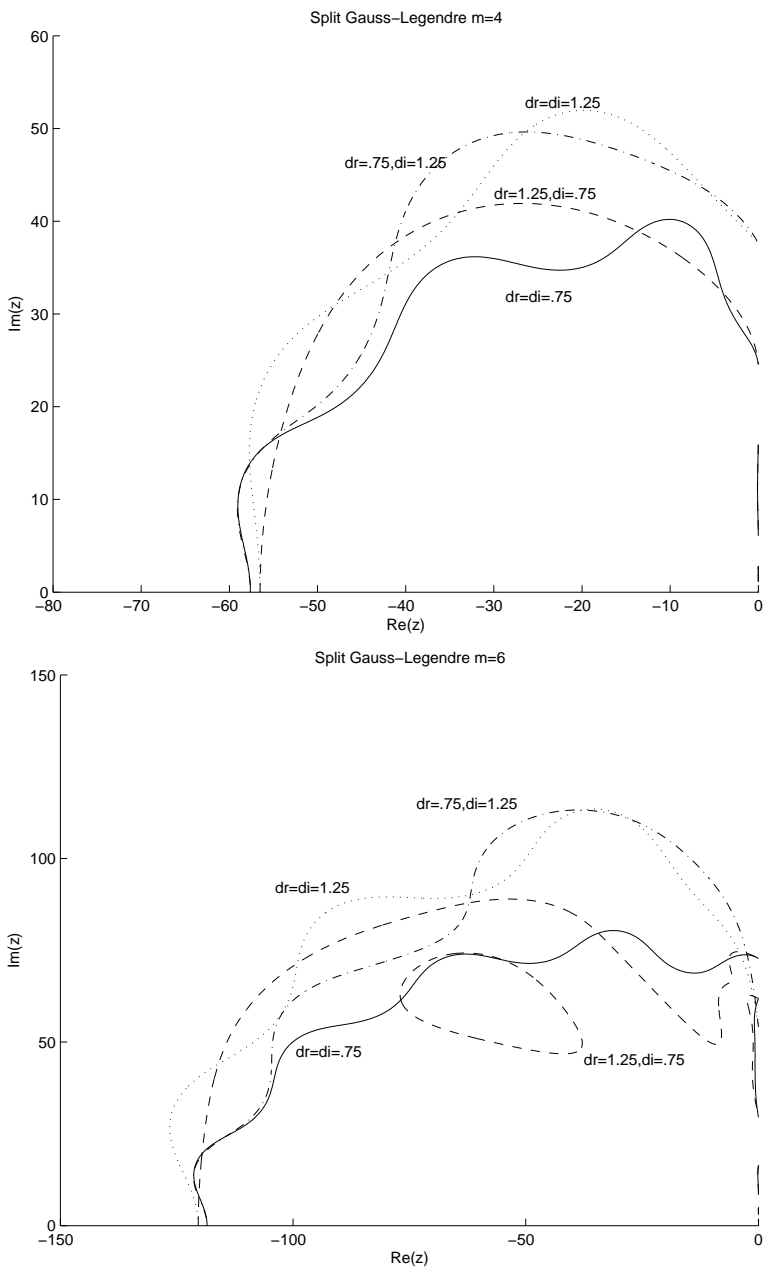 Split Gauss−Legendre m=4
60
dr=di=1.25
50
dr=.75,di=1.25
dr=1.25,di=.75
40
dr=di=.75
Im(z)
30
20
10
0
−80 −70 −60 −50 −40 −30 −20 −10 0
Re(z)
Split Gauss−Legendre m=6
150
dr=.75,di=1.25
100
dr=di=1.25
Im(z)
50
dr=di=.75
dr=1.25,di=.75
0
−150 −100 −50 0
Re(z)